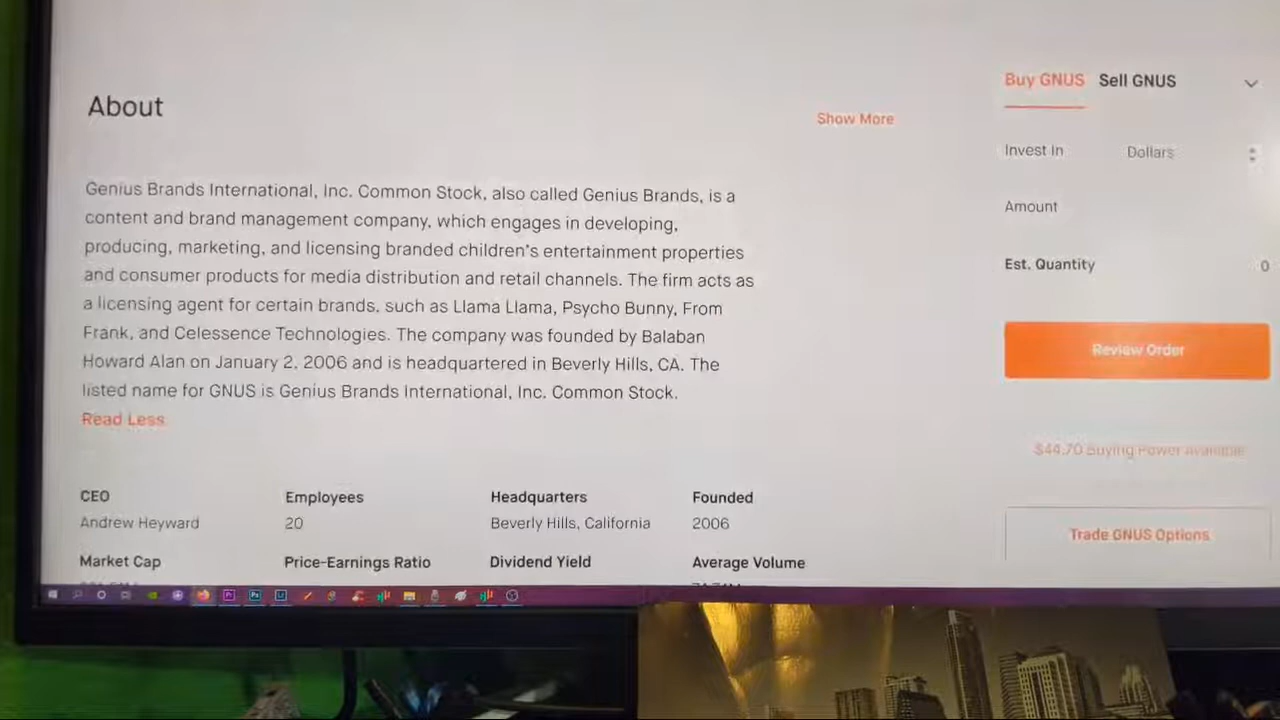 Buy GNUS Sell GNUS
About
Show More
Invest In Dollars
Genius Brands International, Inc. Common Stock, also called Genius Brands, is a
content and brand management company, which engages in developing,
Amount
producing, marketing, and licensing branded children's entertainment properties
and consumer products for media distribution and retail channels. The firm acts as
Est. Quantity 0
a licensing agent for certain brands, such as Llama Llama, Psycho Bunny, From
Frank, and Celessence Technologies. The company was founded by Balaban
Review Order
Howard Alan on January 2, 2006 and is headquartered in Beverly Hills, CA. The
listed name for GNUS is Genius Brands International, Inc. Common Stock.
Read Less
$44.70 Buying Power Available
CEO Employees Headquarters Founded
Andrew Heyward 20 Beverly Hills, California 2006
Trade GNUS Options
Market Cap Price-Earnings Ratio Dividend Yield Average Volume